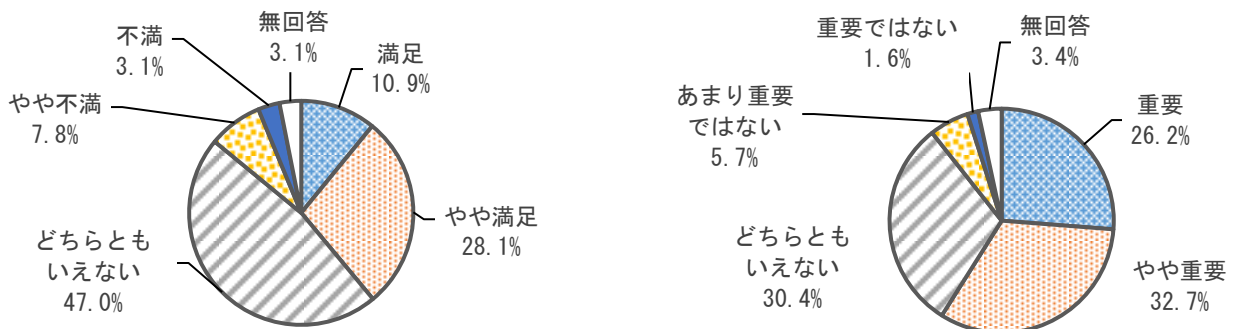 無回答
3.1%
満足
10.9%
やや満足
28.1%
どちらとも
いえない
47.0%
やや不満
7.8%
不満
3.1%
無回答
3.4%
重要
26.2%
やや重要
32.7%
どちらとも
いえない
30.4%
あまり重要
ではない
5.7%
重要ではない
1.6%